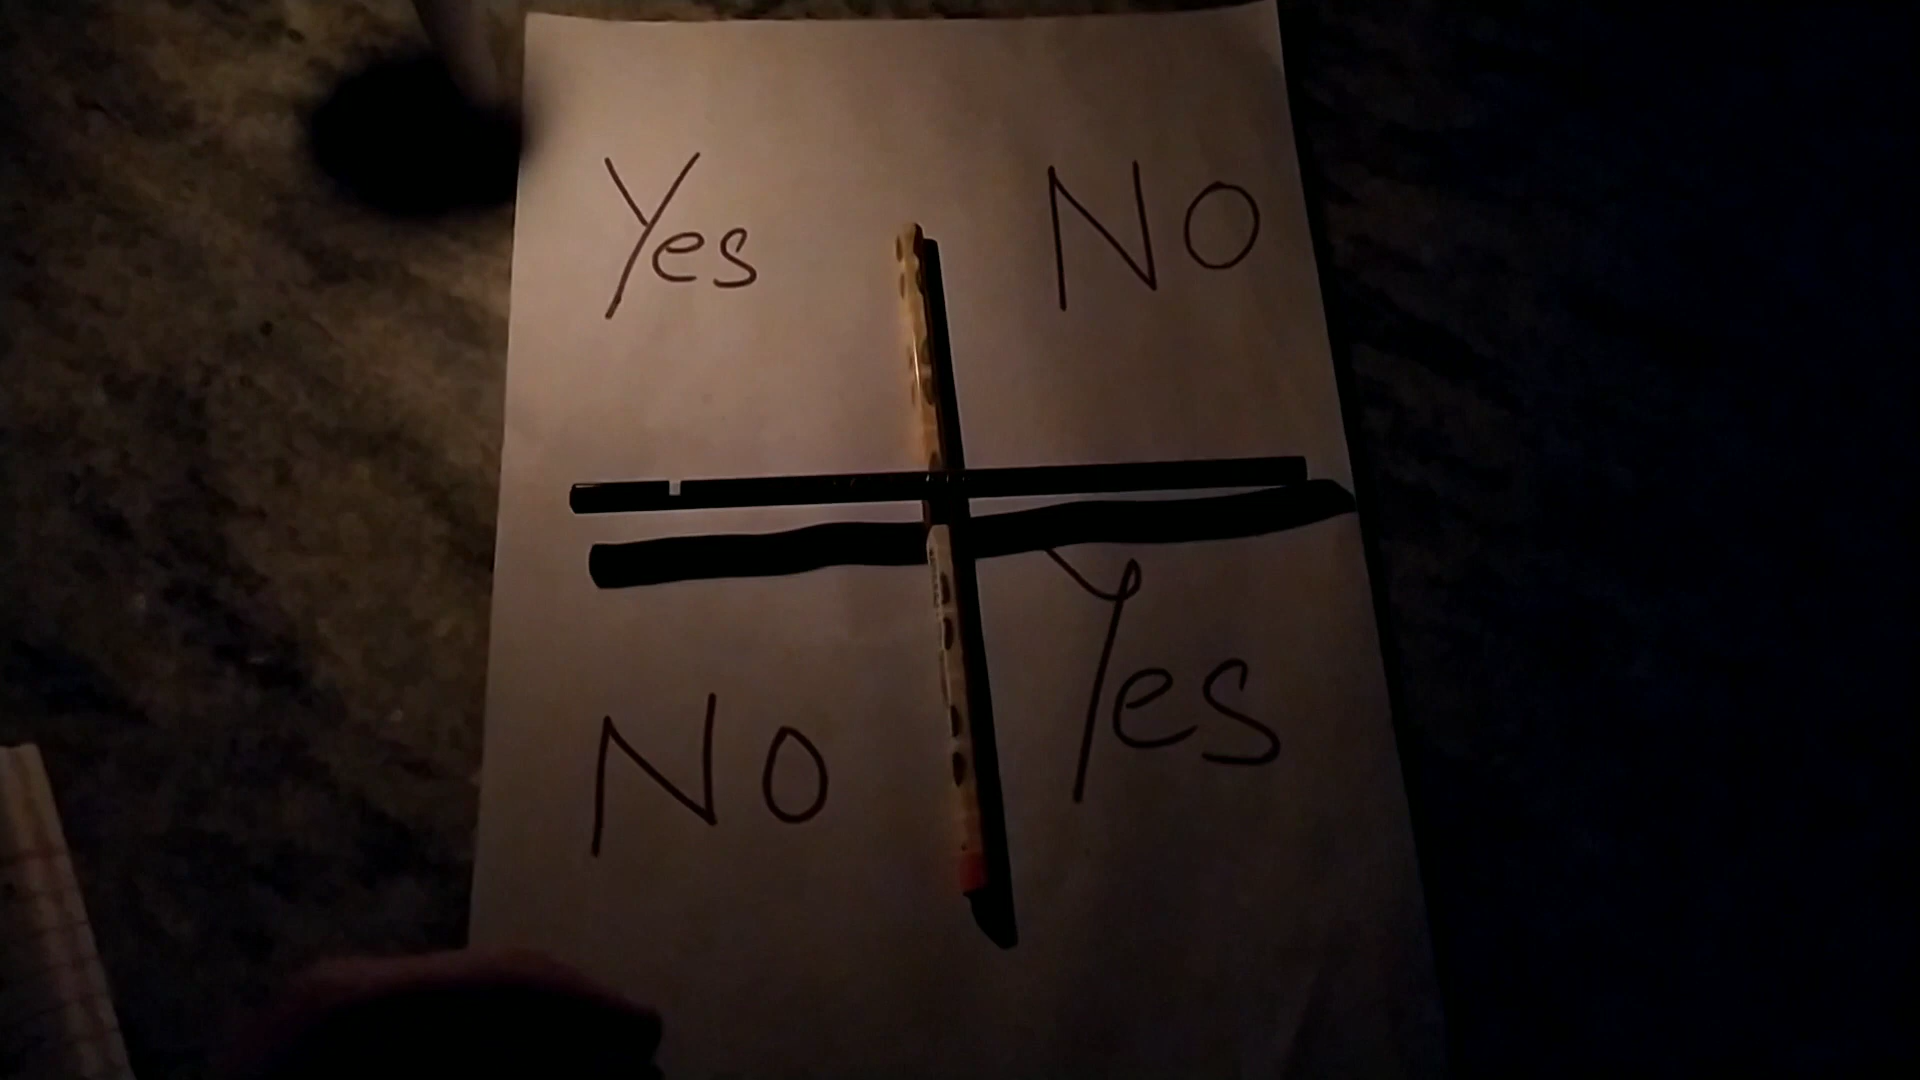 Yes NO
NO Yes